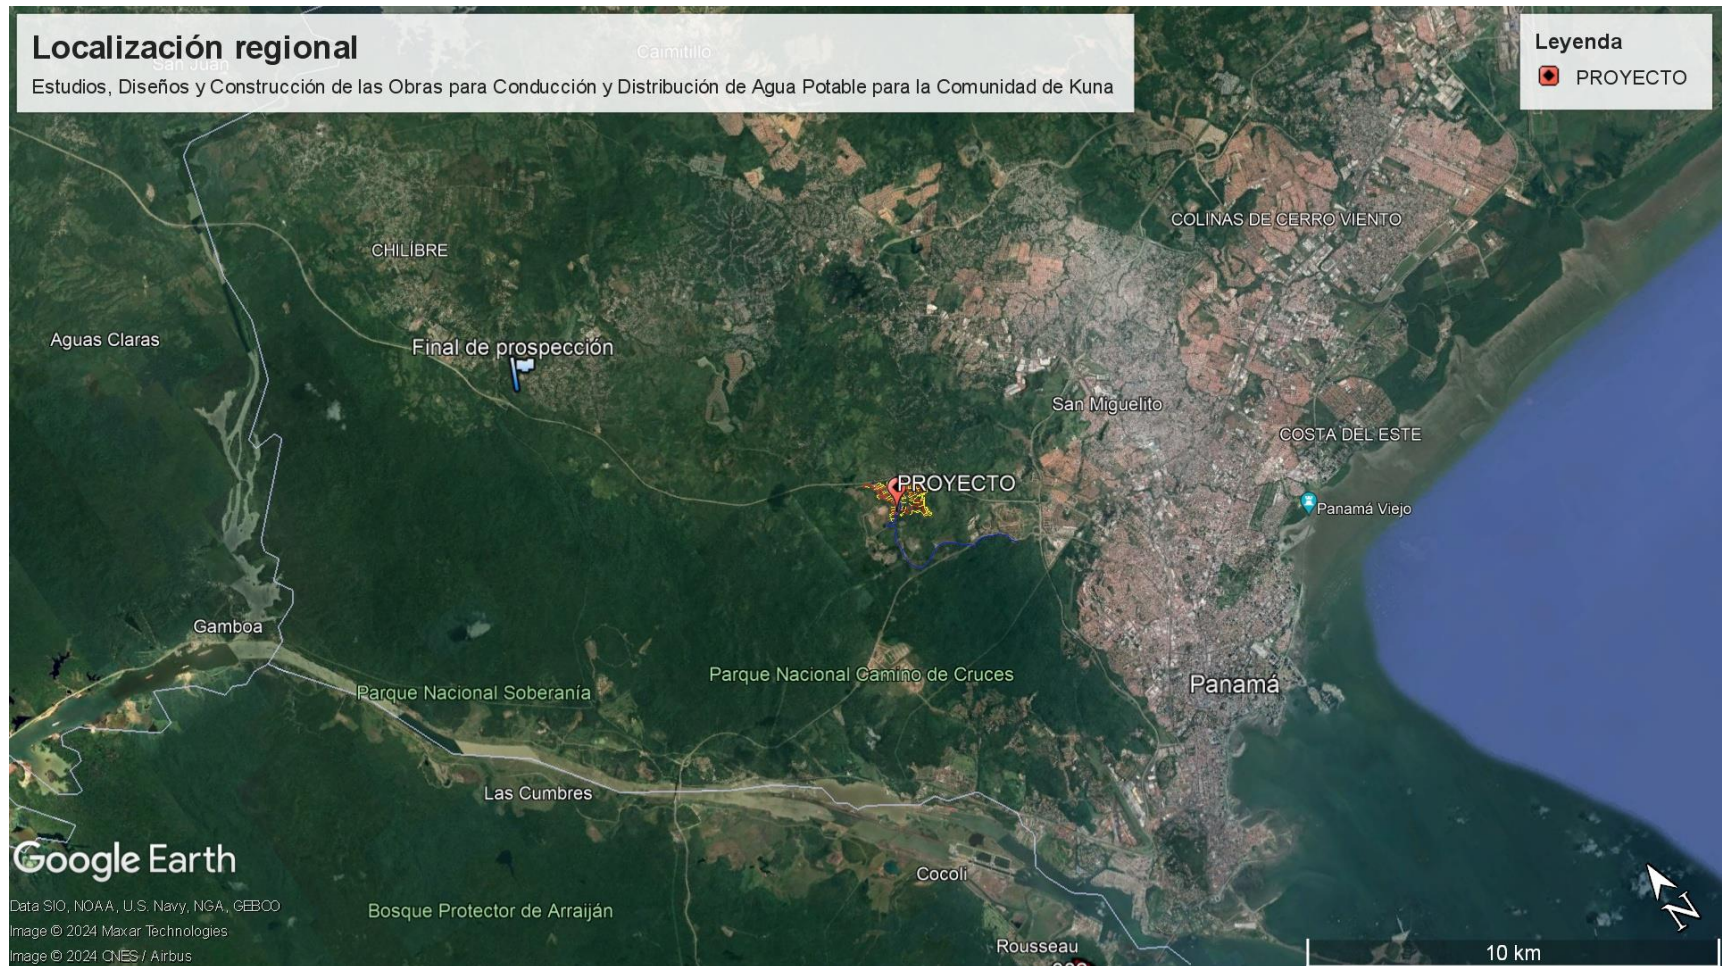 Localización regional
Estudios, Diseños y Construcción de las Obras para Conducción y Distribución de Agua Potable para la Comunidad de Kuna
Leyenda
PROYECTO
San Juan
Caimitillo
COLINAS DE CERRO VIENTO
CHILIBRE
Aguas Claras
Final de prospección
San Miguelito
COSTA DEL ESTE
PROYECTO
Panamá Viejo
Gamboa
Parque Nacional Camino de Cruces
Parque Nacional Soberanía
Panamá
Las Cumbres
Google Earth
Cocoli
Data SIO, NOAA, U.S. Navy, NGA, GEBCO
Bosque Protector de Arraiján
Image © 2024 Maxar Technologies
Rousseau
Image © 2024 CNES / Airbus
N
10 km